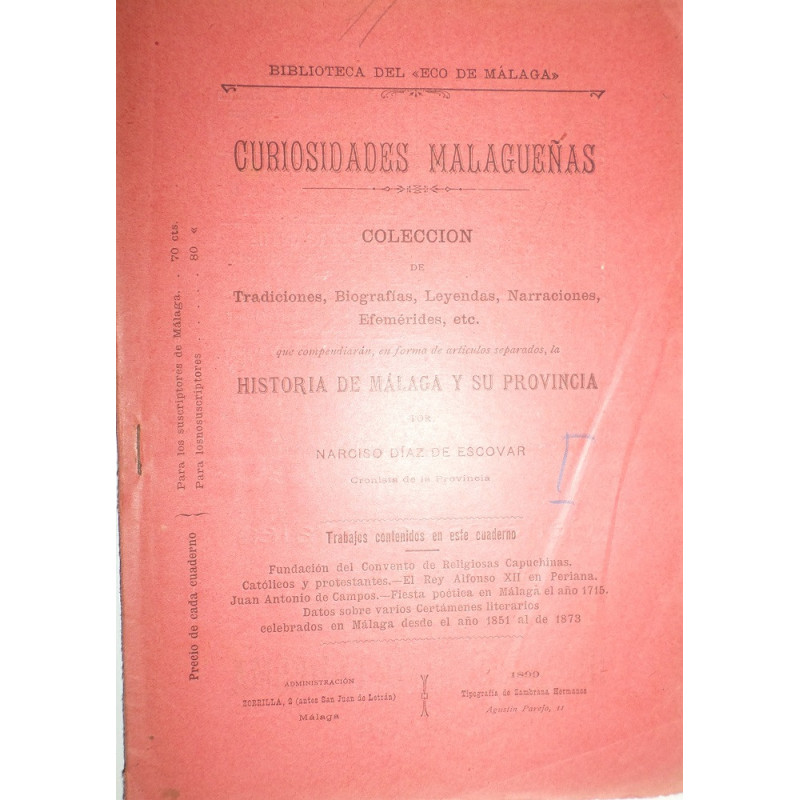 BIBLIOTECA DEL «ECO DE MÁLAGA»
CURIOSIDADES MALAGUEÑAS
COLECCION
DE
Tradiciones, Biografías, Leyendas, Narraciones,
Efemérides, etc.
que compendiarán, en forma de artículos separados, la
HISTORIA DE MÁLAGA Y SU PROVINCIA
POR
NARCISO DÍAZ DE ESCOVAR
Cronista de la Provincia
Trabajos contenidos en este cuaderno
Fundación del Convento de Religiosas Capuchinas.
Católicos y protestantes.—El Rey Alfonso XII en Periana.
Juan Antonio de Campos.—Fiesta poética en Málaga el año 1715.
Datos sobre varios Certámenes literarios
celebrados en Málaga desde el año 1851 al de 1873
ADMINISTRACIÓN
ZORRILLA, 2 (antes San Juan de Letrán)
Málaga
1899
Tipografía de Zambrana Hermanos
Agustín Parejo, 11
Precio de cada cuaderno
Para los suscriptores de Málaga. . 70 cts.
Para losnosuscriptores . . . . . . 80 «